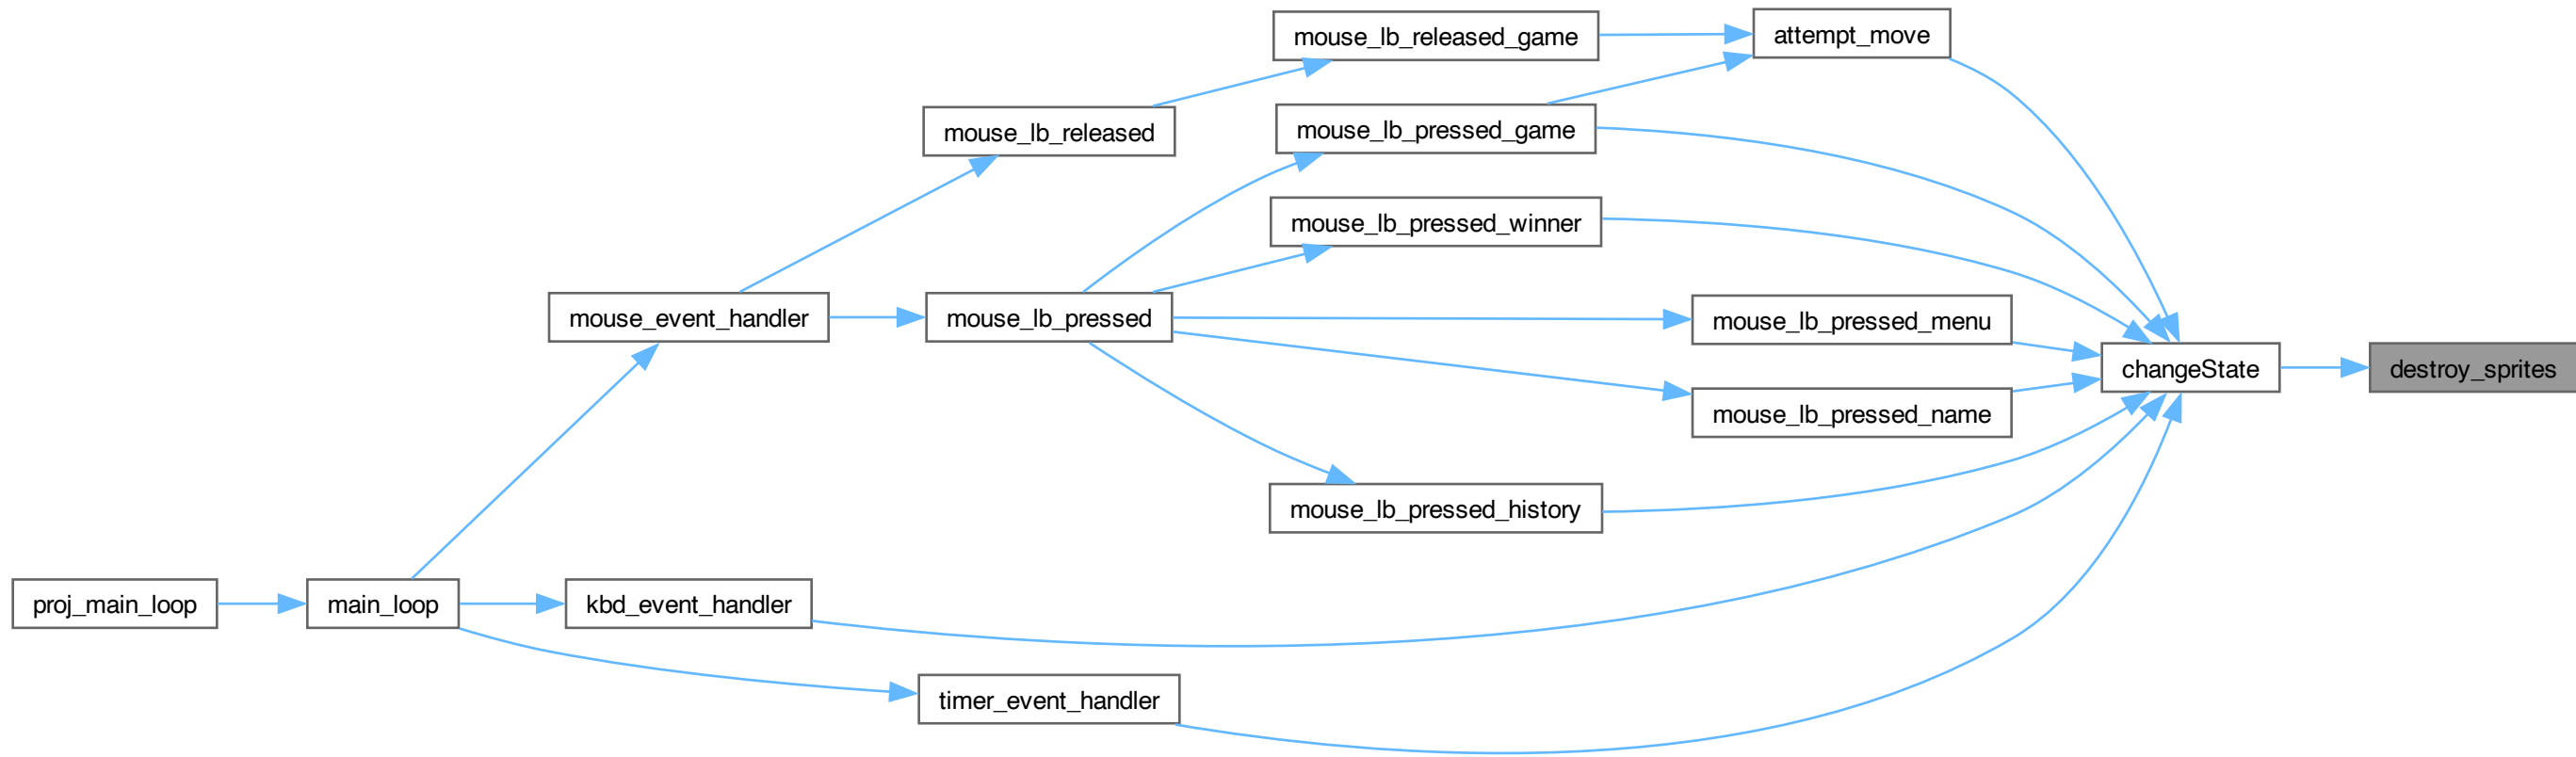 mouse_lb_released_game
attempt_move
mouse_lb_released
mouse_lb_pressed_game
mouse_lb_pressed_winner
mouse_event_handler
mouse_lb_pressed
mouse_lb_pressed_menu
changeState
destroy_sprites
mouse_lb_pressed_name
mouse_lb_pressed_history
proj_main_loop
main_loop
kbd_event_handler
timer_event_handler